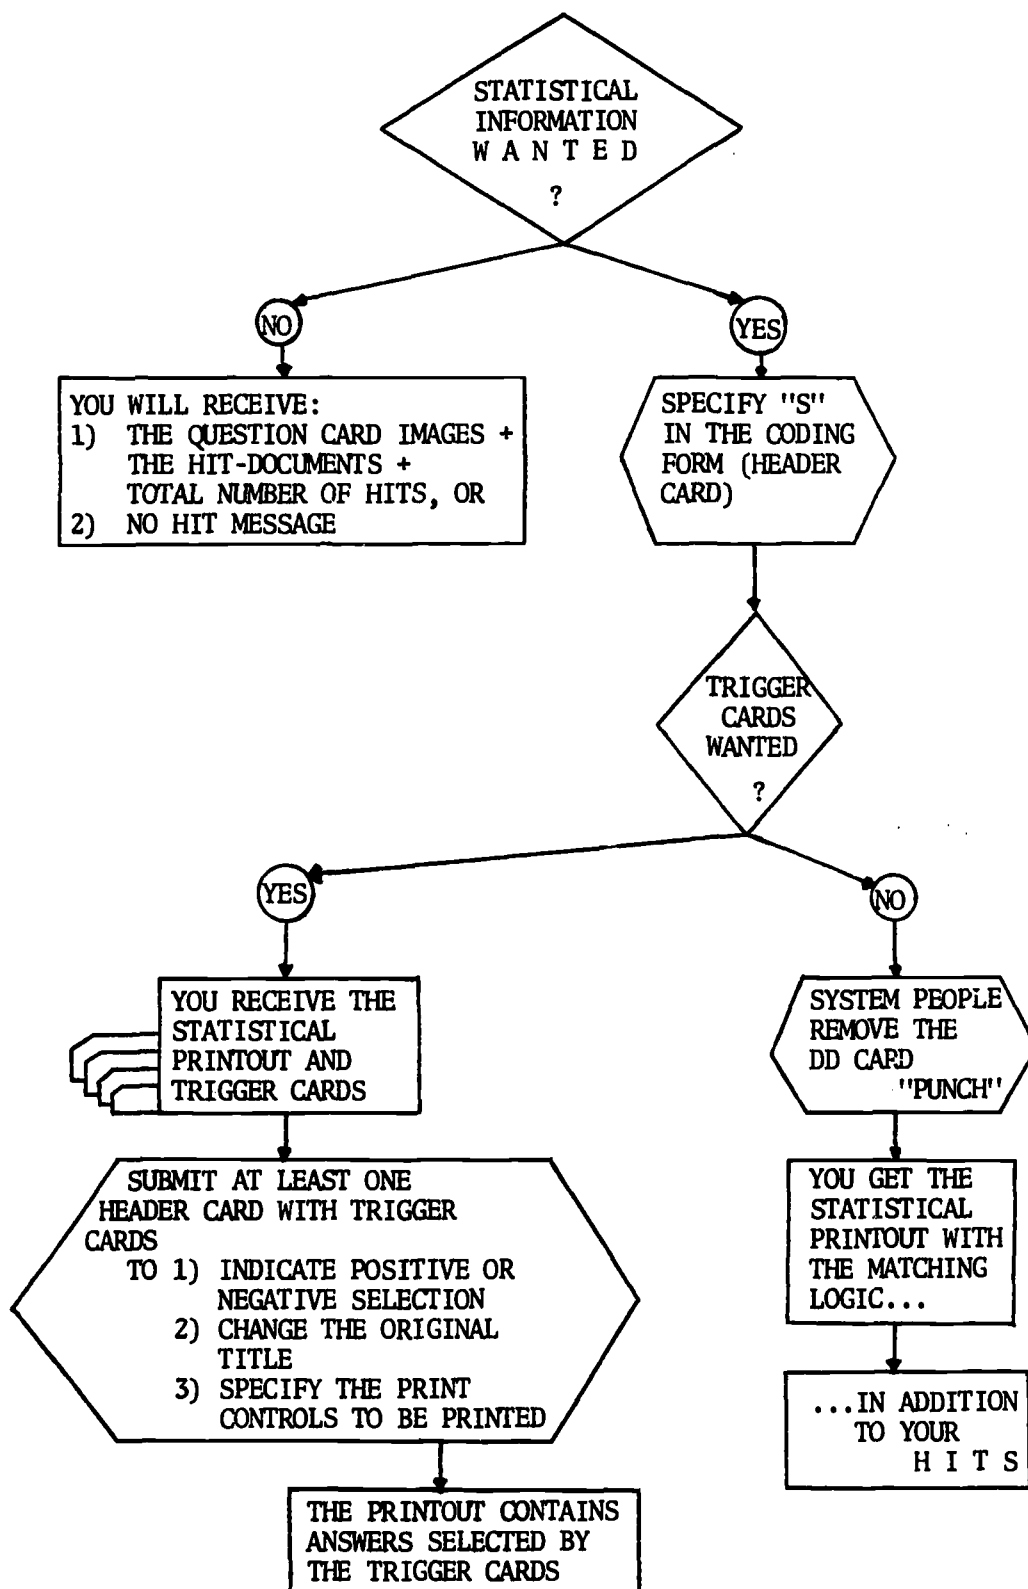 STATISTICAL
INFORMATION
W A N T E D
?
NO
YES
YOU WILL RECEIVE:
1) THE QUESTION CARD IMAGES +
THE HIT-DOCUMENTS +
TOTAL NUMBER OF HITS, OR
2) NO HIT MESSAGE
SPECIFY "S"
IN THE CODING
FORM (HEADER
CARD)
TRIGGER
CARDS
WANTED
?
YES
NO
YOU RECEIVE THE
STATISTICAL
PRINTOUT AND
TRIGGER CARDS
SYSTEM PEOPLE
REMOVE THE
DD CARD
"PUNCH"
SUBMIT AT LEAST ONE
HEADER CARD WITH TRIGGER
CARDS
TO 1) INDICATE POSITIVE OR
NEGATIVE SELECTION
2) CHANGE THE ORIGINAL
TITLE
3) SPECIFY THE PRINT
CONTROLS TO BE PRINTED
YOU GET THE
STATISTICAL
PRINTOUT WITH
THE MATCHING
LOGIC...
...IN ADDITION
TO YOUR
H I T S
THE PRINTOUT CONTAINS
ANSWERS SELECTED BY
THE TRIGGER CARDS